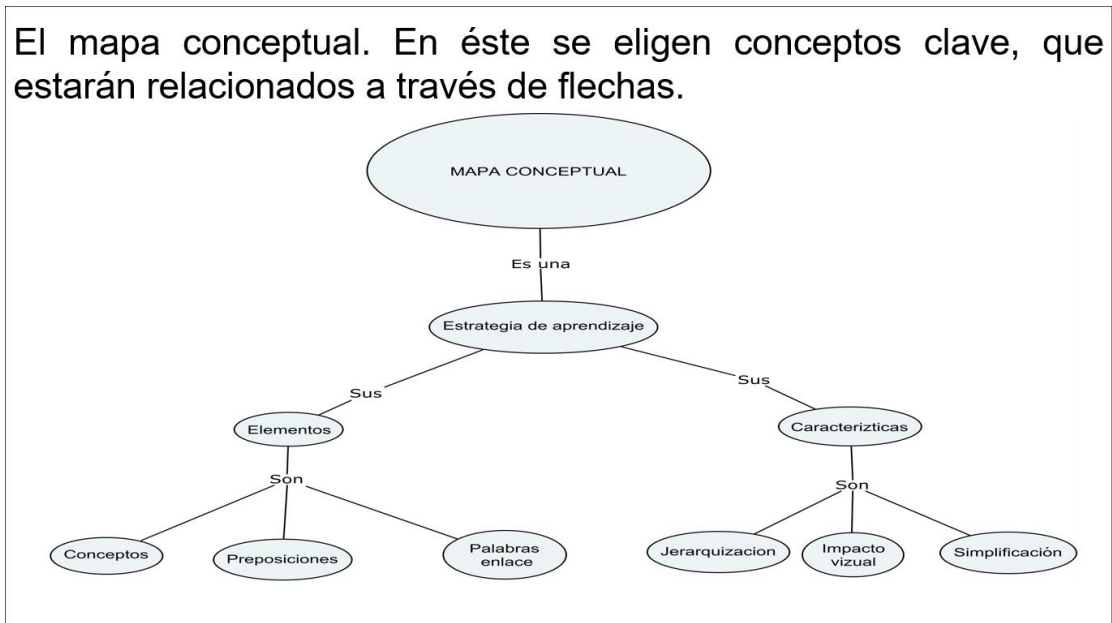 El mapa conceptual. En éste se eligen conceptos clave, que
estarán relacionados a través de flechas.
MAPA CONCEPTUAL
Es una
Estrategia de aprendizaje
Sus
Sus
Elementos
Caracterizticas
Son
Son
Conceptos
Preposiciones
Palabras
enlace
Jerarquizacion
Impacto
vizual
Simplificación